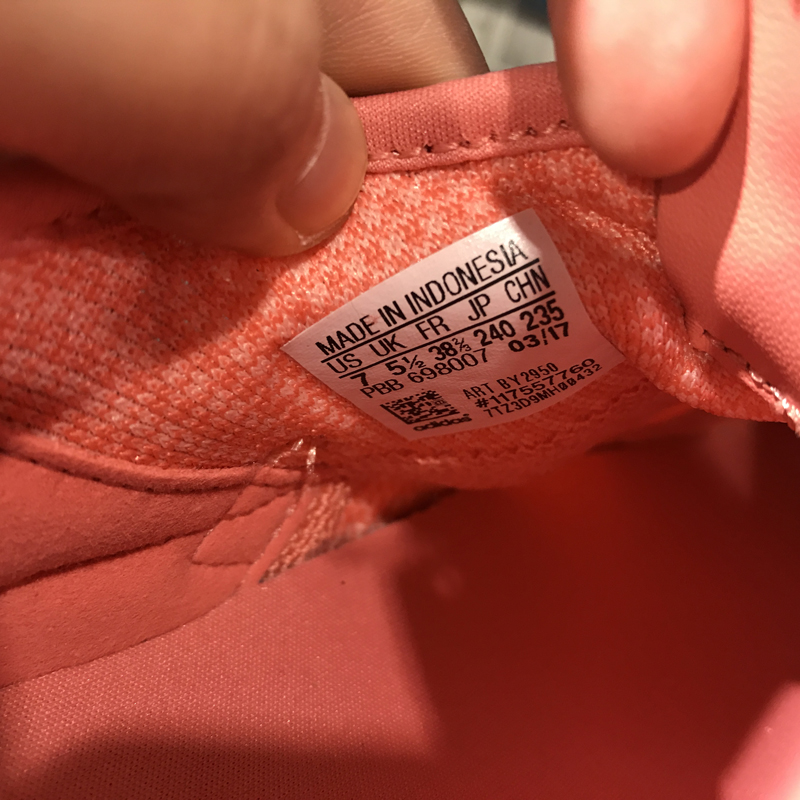 MADE IN INDONESIA
US UK FR JP CHN
7 5½ 38⅔ 240 235
PBB 698007 03/17
ART BY2950
#117557760
7TZ3D9MH00432
adidas